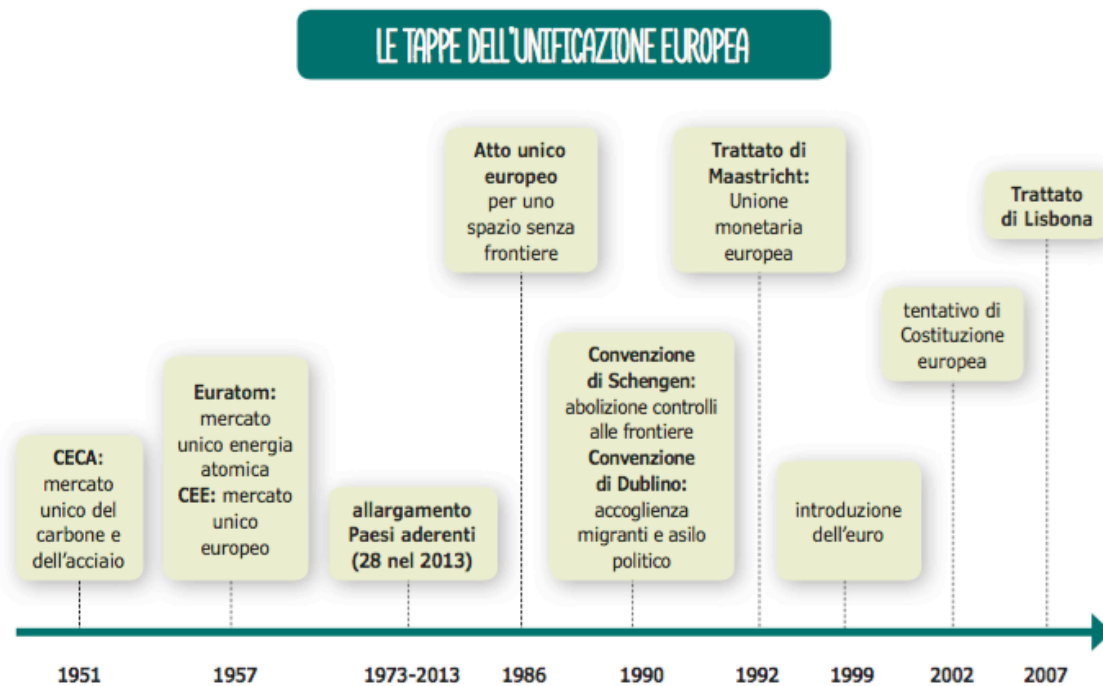 LE TAPPE DELL'UNIFICAZIONE EUROPEA
CECA:
mercato
unico del
carbone e
dell'acciaio
Euratom:
mercato
unico energia
atomica
CEE: mercato
unico
europeo
allargamento
Paesi aderenti
(28 nel 2013)
Atto unico
europeo
per uno
spazio senza
frontiere
Convenzione
di Schengen:
abolizione controlli
alle frontiere
Convenzione
di Dublino:
accoglienza
migranti e asilo
politico
Trattato di
Maastricht:
Unione
monetaria
europea
introduzione
dell'euro
tentativo di
Costituzione
europea
Trattato
di Lisbona
1951 1957 1973-2013 1986 1990 1992 1999 2002 2007